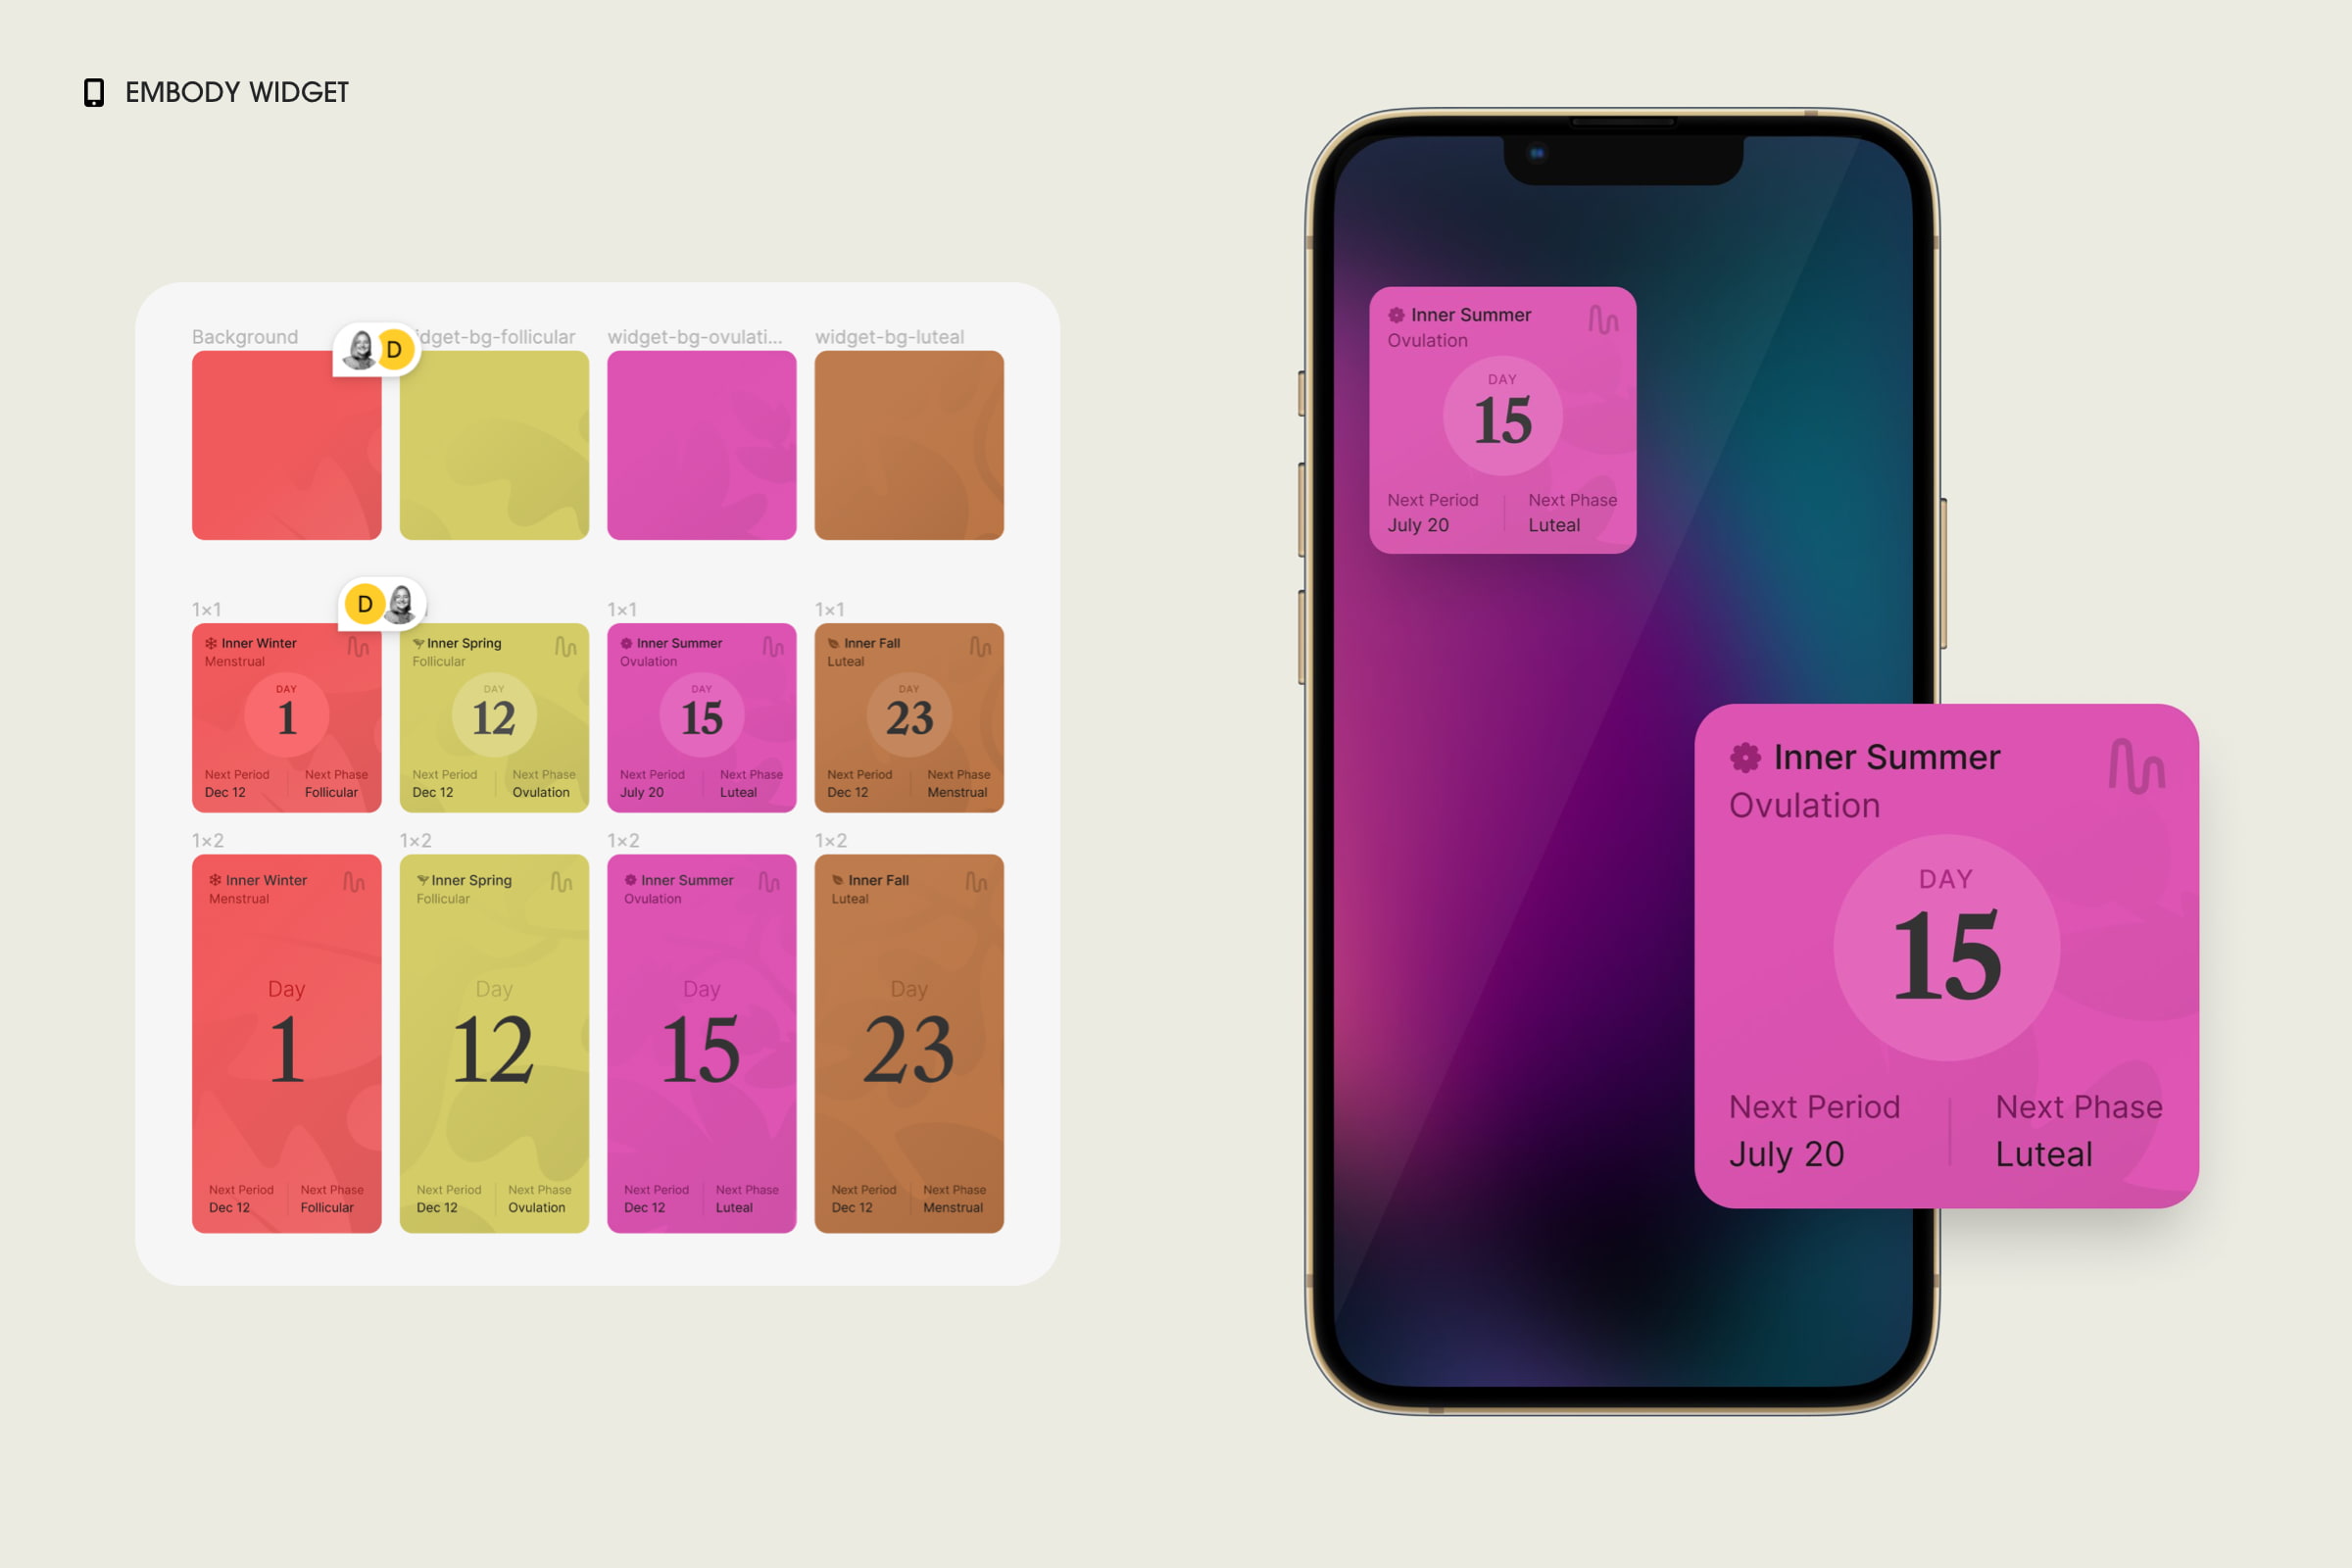 EMBODY WIDGET
Background
dget-bg-follicular
widget-bg-ovulati...
widget-bg-luteal
D
D
1×1
1×1
1×1
Inner Winter
Menstrual
DAY
1
Next Period
Dec 12
Next Phase
Follicular
Inner Spring
Follicular
DAY
12
Next Period
Dec 12
Next Phase
Ovulation
Inner Summer
Ovulation
DAY
15
Next Period
July 20
Next Phase
Luteal
Inner Fall
Luteal
DAY
23
Next Period
Dec 12
Next Phase
Menstrual
1×2
1×2
1×2
1×2
Inner Winter
Menstrual
Day
1
Next Period
Dec 12
Next Phase
Follicular
Inner Spring
Follicular
Day
12
Next Period
Dec 12
Next Phase
Ovulation
Inner Summer
Ovulation
Day
15
Next Period
Dec 12
Next Phase
Luteal
Inner Fall
Luteal
Day
23
Next Period
Dec 12
Next Phase
Menstrual
Inner Summer
Ovulation
DAY
15
Next Period
July 20
Next Phase
Luteal
Inner Summer
Ovulation
DAY
15
Next Period
July 20
Next Phase
Luteal